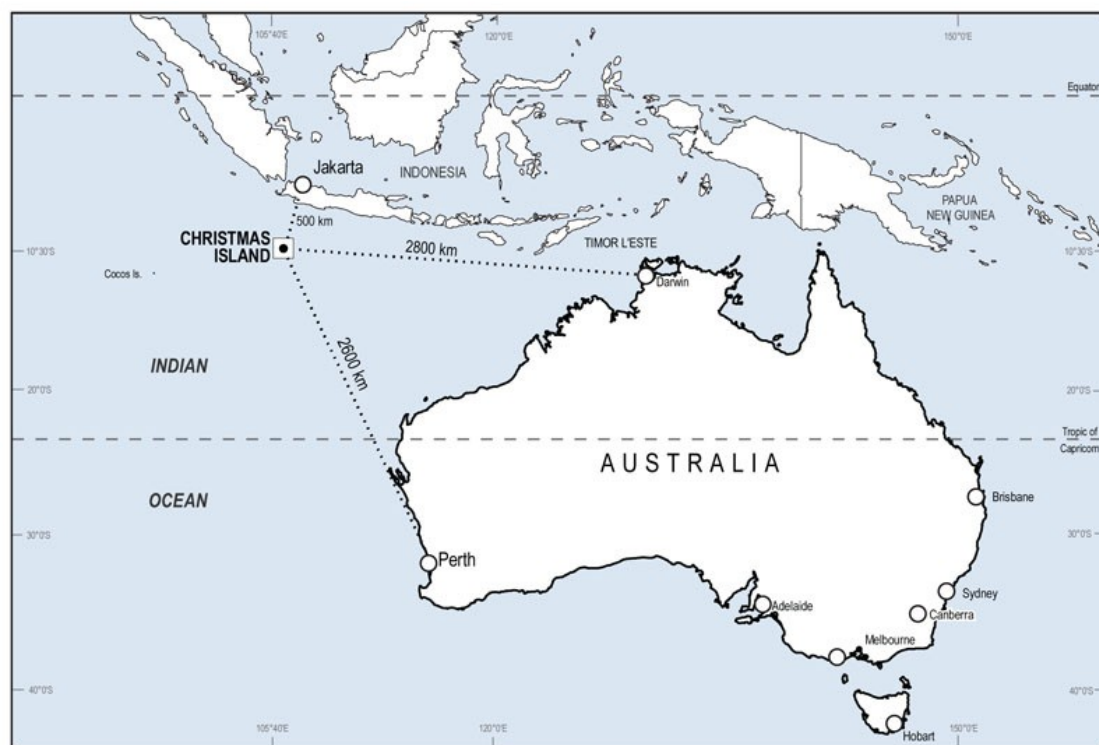 105°40'E
120°0'E
150°0'E
Equator
Jakarta
INDONESIA
PAPUA
NEW GUINEA
500 km
CHRISTMAS
ISLAND
2800 km
TIMOR L'ESTE
10°30'S
10°30'S
Cocos Is.
Darwin
INDIAN
2600 km
20°0'S
20°0'S
Tropic of
Capricorn
AUSTRALIA
OCEAN
Brisbane
30°0'S
30°0'S
Perth
Sydney
Adelaide
Canberra
Melbourne
40°0'S
40°0'S
105°40'E
120°0'E
150°0'E
Hobart